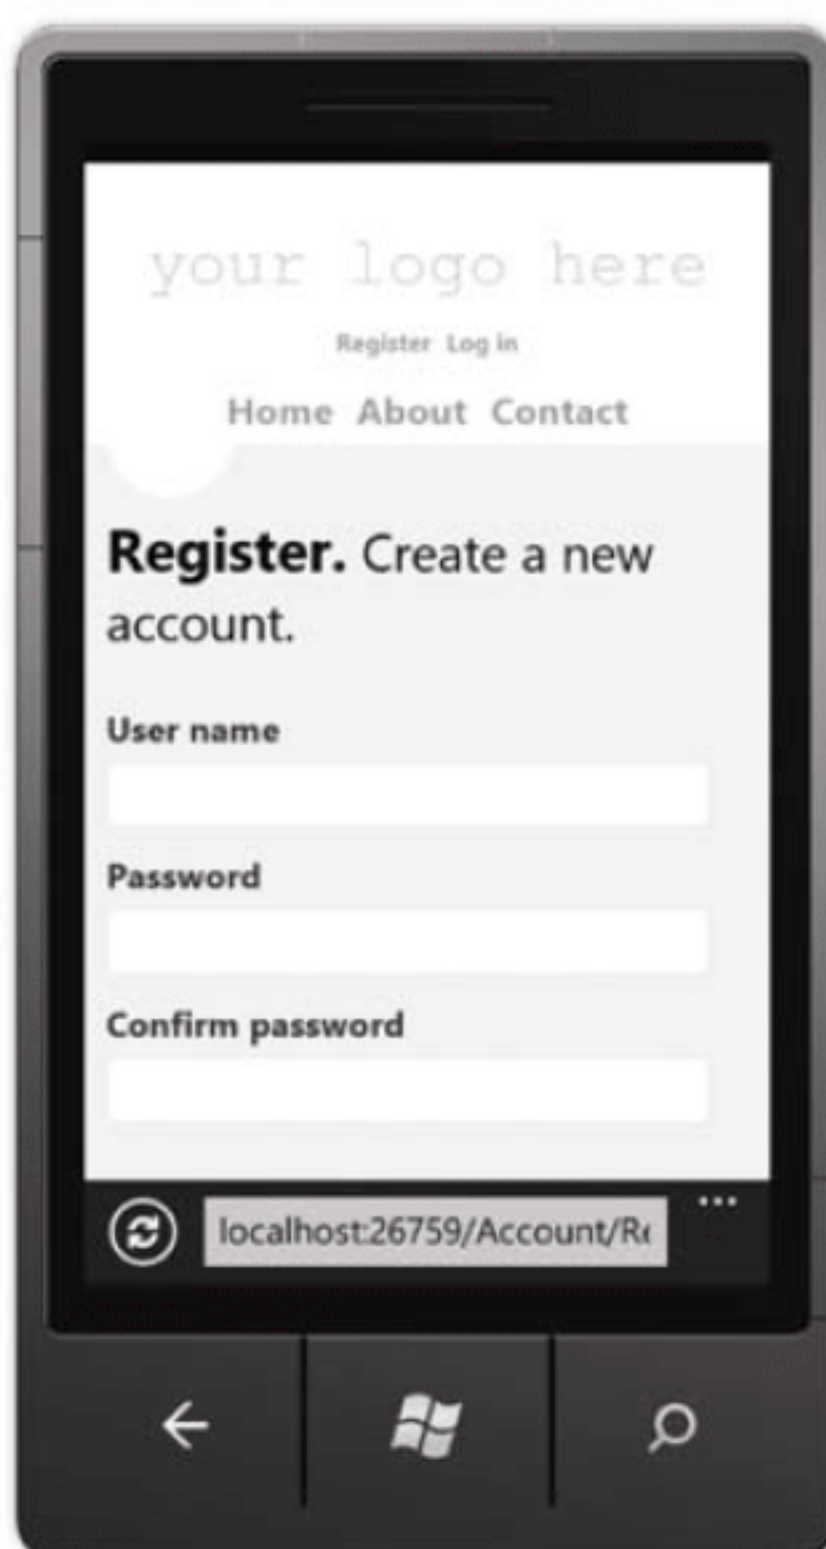 your logo here
Register Log in
Home About Contact
Register. Create a new
account.
User name
Password
Confirm password
localhost:26759/Account/Re
...